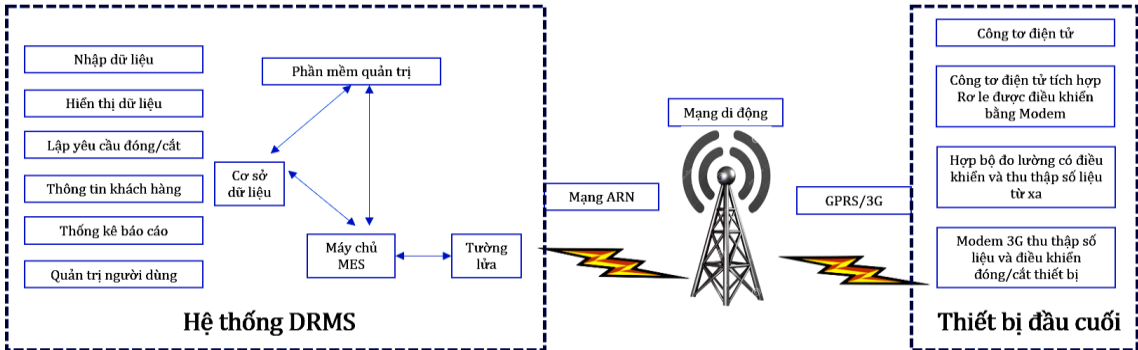 Nhập dữ liệu
Hiển thị dữ liệu
Lập yêu cầu đóng/cắt
Thông tin khách hàng
Thống kê báo cáo
Quản trị người dùng
Phần mềm quản trị
Cơ sở
dữ liệu
Máy chủ
MES
Tường
lửa
Hệ thống DRMS
Mạng ARN
Mạng di động
GPRS/3G
Công tơ điện tử
Công tơ điện tử tích hợp
Rơ le được điều khiển
bằng Modem
Hợp bộ đo lường có điều
khiển và thu thập số liệu
từ xa
Modem 3G thu thập số
liệu và điều khiển
đóng/cắt thiết bị
Thiết bị đầu cuối